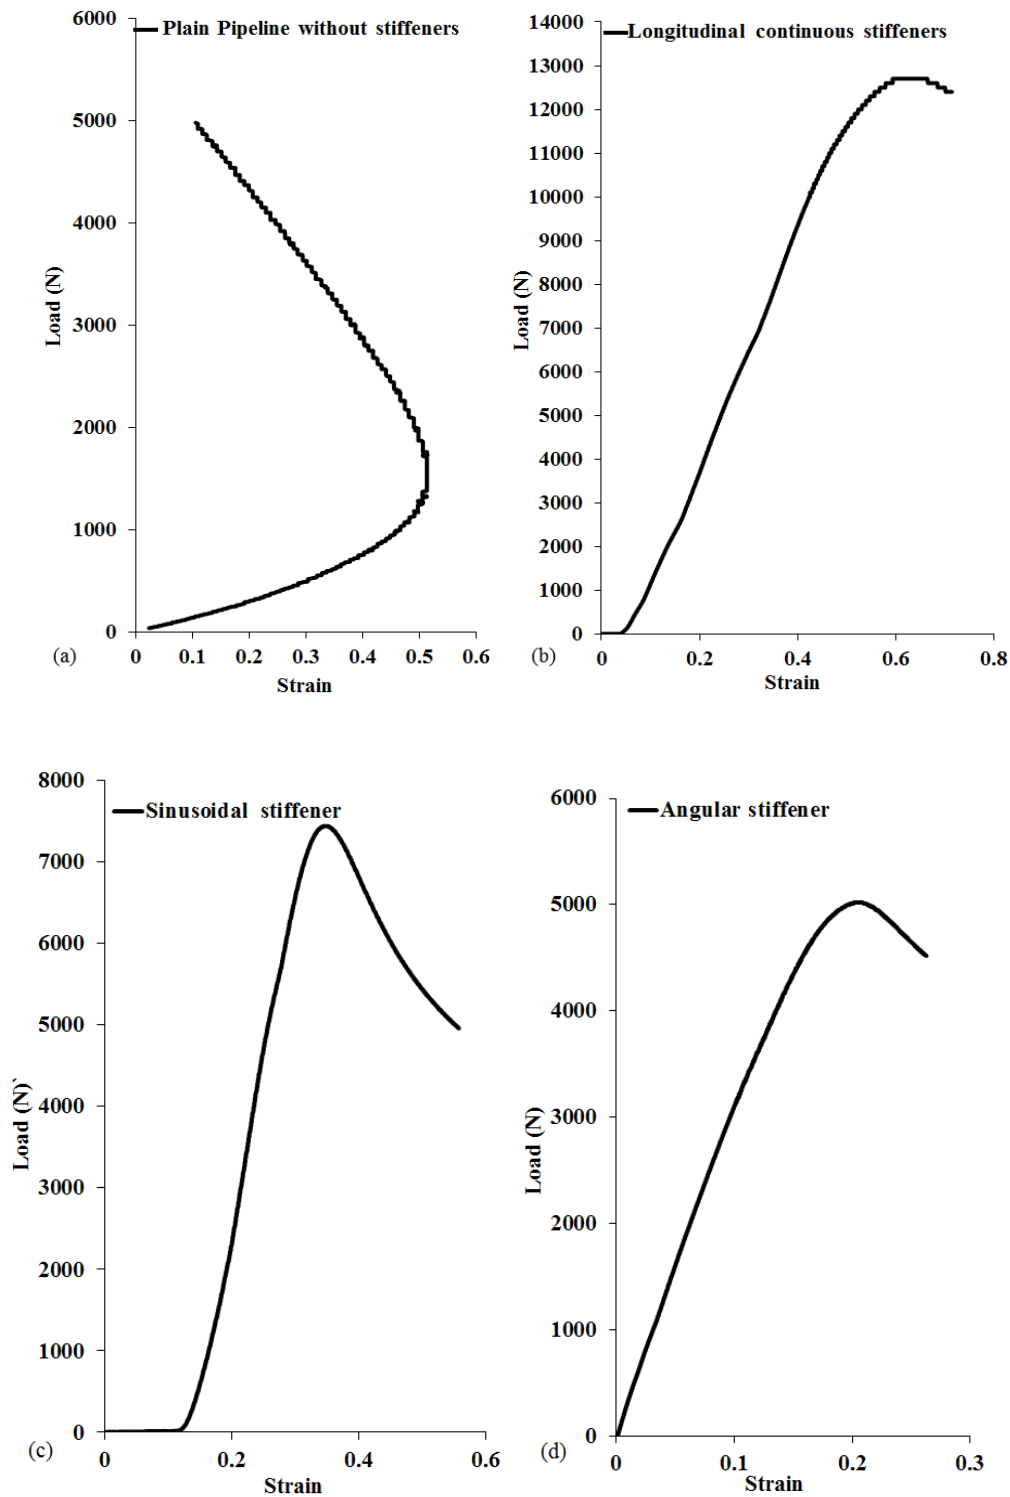 6000
Plain Pipeline without stiffeners
5000
4000
3000
2000
1000
0
Load (N)
0 0.1 0.2 0.3 0.4 0.5 0.6
(a)
Strain
14000
Longitudinal continuous stiffeners
13000
12000
11000
10000
9000
8000
7000
6000
5000
4000
3000
2000
1000
0
Load (N)
0 0.2 0.4 0.6 0.8
(b)
Strain
8000
Sinusoidal stiffener
7000
6000
5000
4000
3000
2000
1000
0
Load (N)`
(c)
0 0.2 0.4 0.6
Strain
6000
Angular stiffener
5000
4000
3000
2000
1000
0
Load (N)
(d)
0 0.1 0.2 0.3
Strain